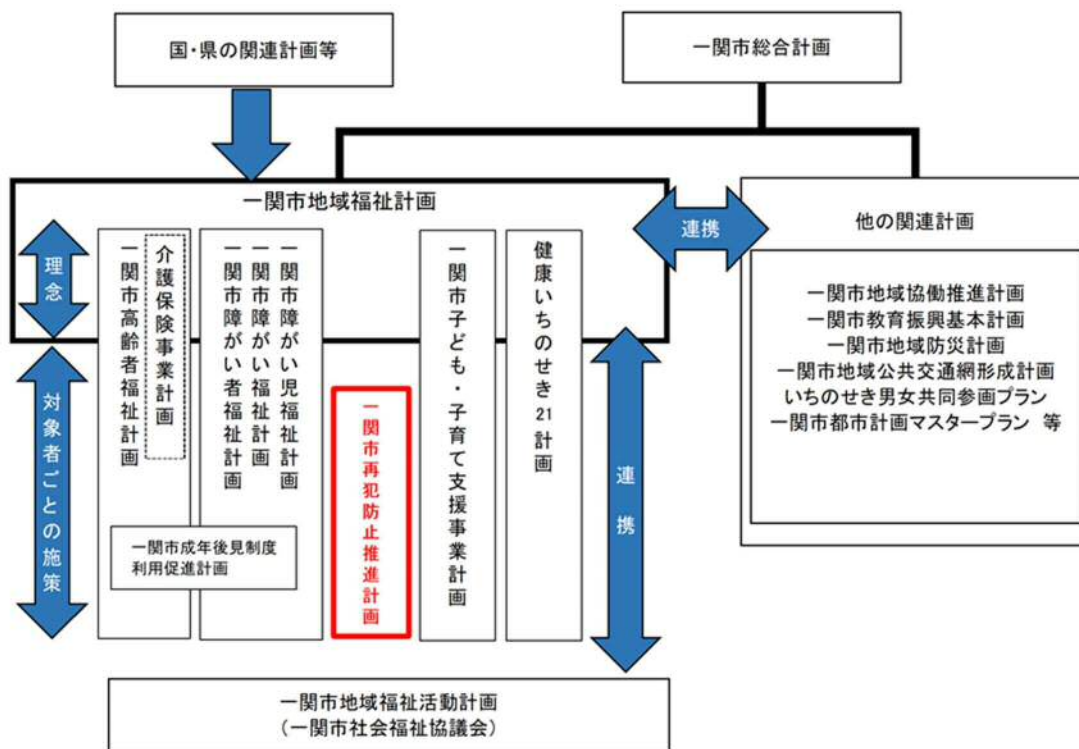 国・県の関連計画等
一関市総合計画
一関市地域福祉計画
連携
他の関連計画
理念
対象者ごとの施策
一関市高齢者福祉計画
介護保険事業計画
一関市障がい者福祉計画
一関市障がい福祉計画
一関市障がい児福祉計画
一関市成年後見制度
利用促進計画
一関市再犯防止推進計画
一関市子ども・子育て支援事業計画
健康いちのせき21計画
連携
一関市地域協働推進計画
一関市教育振興基本計画
一関市地域防災計画
一関市地域公共交通網形成計画
いちのせき男女共同参画プラン
一関市都市計画マスタープラン 等
一関市地域福祉活動計画
（一関市社会福祉協議会）